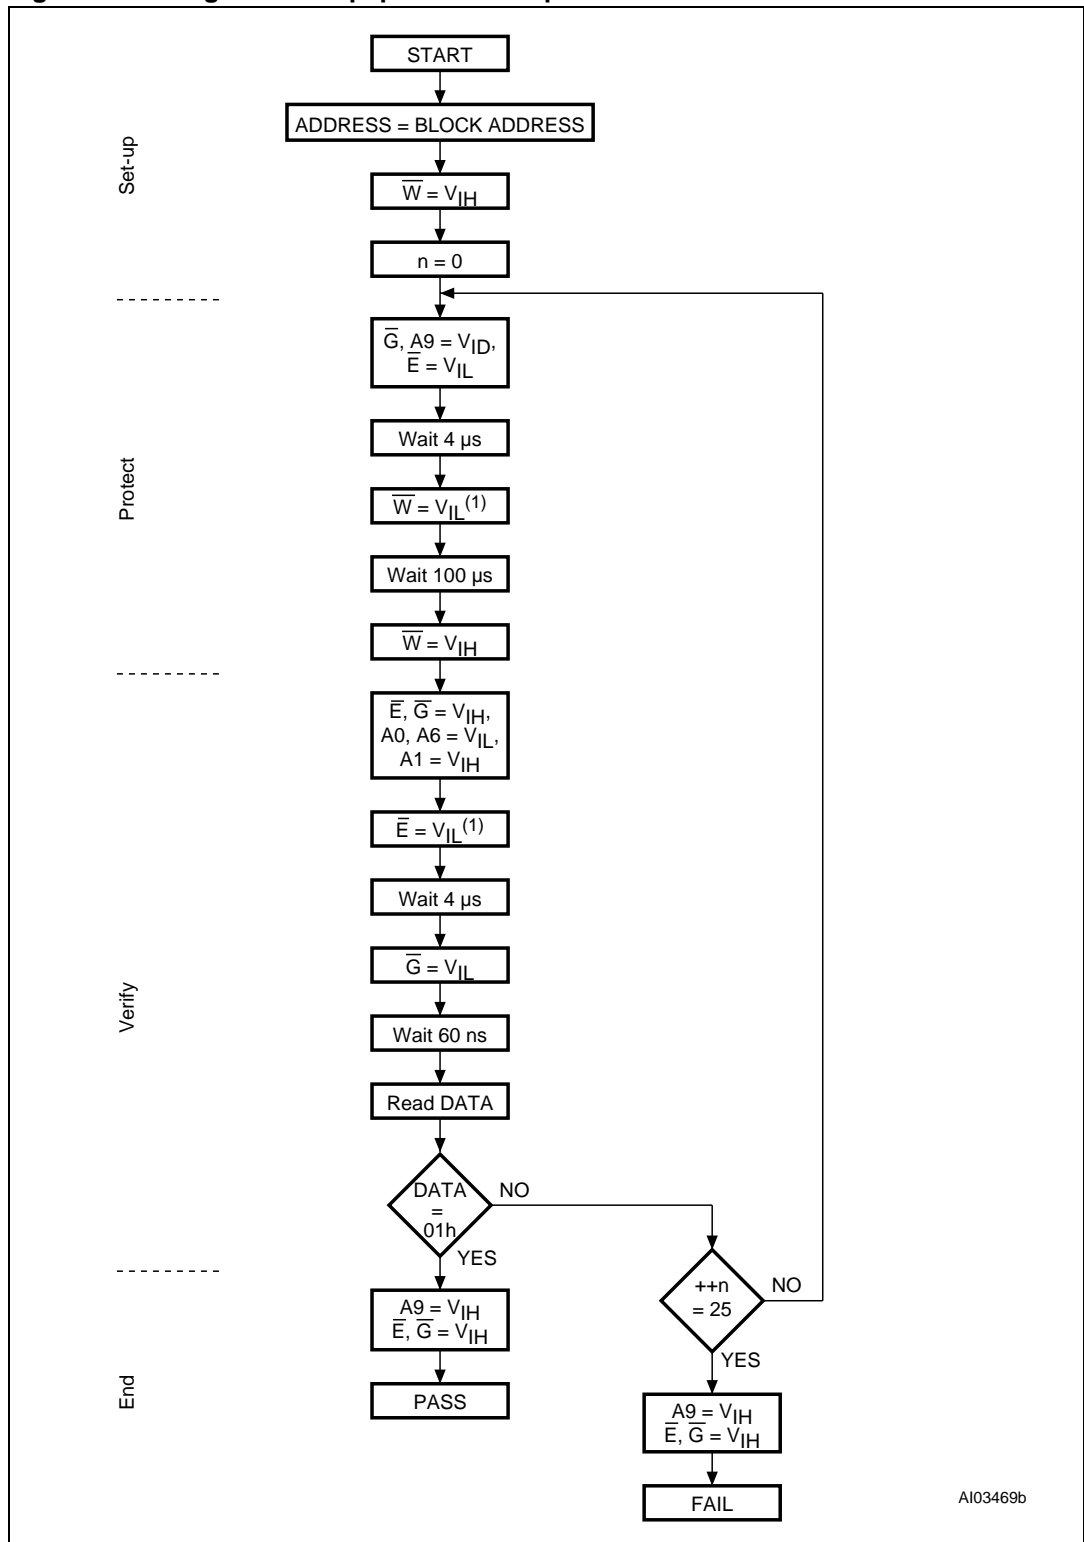 START
ADDRESS = BLOCK ADDRESS
Set-up
W̅ = VIH
n = 0
G̅, A9 = VID,
E̅ = VIL
Wait 4 µs
Protect
W̅ = VIL(1)
Wait 100 µs
W̅ = VIH
E̅, G̅ = VIH,
A0, A6 = VIL,
A1 = VIH
E̅ = VIL(1)
Wait 4 µs
G̅ = VIL
Verify
Wait 60 ns
Read DATA
DATA
=
01h
NO
YES
++n
= 25
NO
YES
A9 = VIH
E̅, G̅ = VIH
End
PASS
A9 = VIH
E̅, G̅ = VIH
FAIL
AI03469b